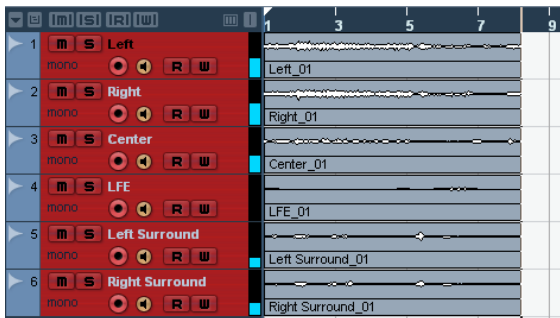 M S R W 1 3 5 7 9
1 m S Left
mono R W Left_01
2 m S Right
mono R W Right_01
3 m S Center
mono R W Center_01
4 m S LFE
mono R W LFE_01
5 m S Left Surround
mono R W Left Surround_01
6 m S Right Surround
mono R W Right Surround_01